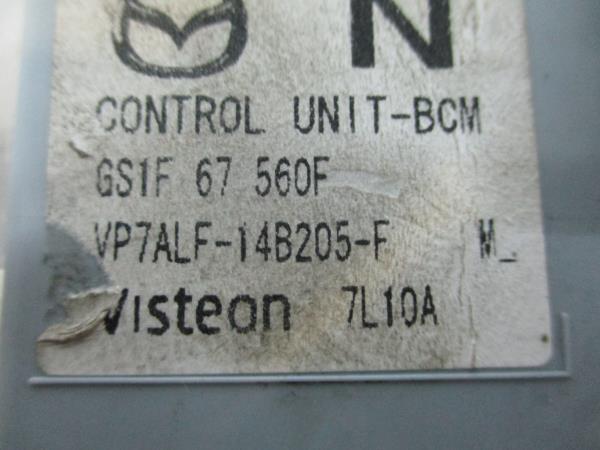 N
CONTROL UNIT-BCM
GS1F 67 560F
VP7ALF-14B205-F M_
Visteon 7L10A